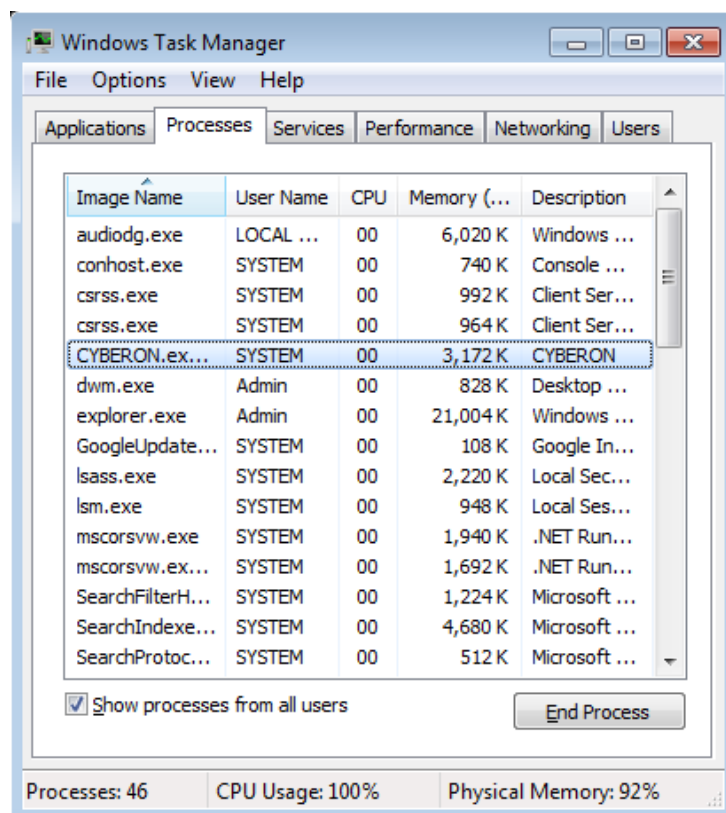 Windows Task Manager
File Options View Help
Applications Processes Services Performance Networking Users
Image Name User Name CPU Memory (... Description
audiodg.exe LOCAL ... 00 6,020 K Windows ...
conhost.exe SYSTEM 00 740 K Console ...
csrss.exe SYSTEM 00 992 K Client Ser...
csrss.exe SYSTEM 00 964 K Client Ser...
CYBERON.ex... SYSTEM 00 3,172 K CYBERON
dwm.exe Admin 00 828 K Desktop ...
explorer.exe Admin 00 21,004 K Windows ...
GoogleUpdate... SYSTEM 00 108 K Google In...
lsass.exe SYSTEM 00 2,220 K Local Sec...
lsm.exe SYSTEM 00 948 K Local Ses...
mscorsvw.exe SYSTEM 00 1,940 K .NET Run...
mscorsvw.ex... SYSTEM 00 1,692 K .NET Run...
SearchFilterH... SYSTEM 00 1,224 K Microsoft ...
SearchIndexe... SYSTEM 00 4,680 K Microsoft ...
SearchProtoc... SYSTEM 00 512 K Microsoft ...
Show processes from all users
End Process
Processes: 46 CPU Usage: 100% Physical Memory: 92%